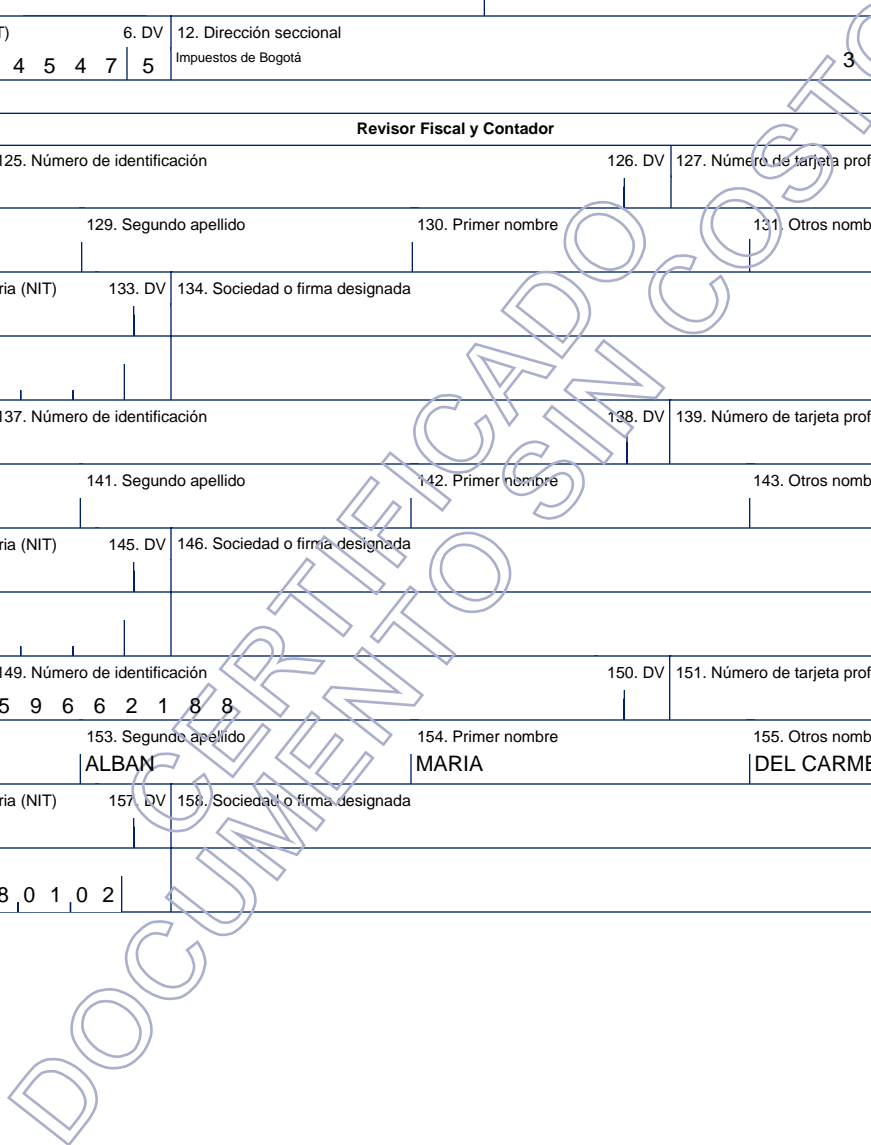 T) 6. DV 12. Dirección seccional
4 5 4 7 5 Impuestos de Bogotá 3
Revisor Fiscal y Contador
125. Número de identificación 126. DV 127. Número de tarjeta prof
129. Segundo apellido 130. Primer nombre 131. Otros nomb
ria (NIT) 133. DV 134. Sociedad o firma designada
137. Número de identificación 138. DV 139. Número de tarjeta prof
141. Segundo apellido 142. Primer nombre 143. Otros nomb
ria (NIT) 145. DV 146. Sociedad o firma designada
149. Número de identificación 150. DV 151. Número de tarjeta prof
5 9 6 6 2 1 8 8
153. Segundo apellido 154. Primer nombre 155. Otros nomb
ALBAN MARIA DEL CARME
ria (NIT) 157. DV 158. Sociedad o firma designada
8 0 1 0 2
CERTIFICADO
DOCUMENTO SIN COSTO